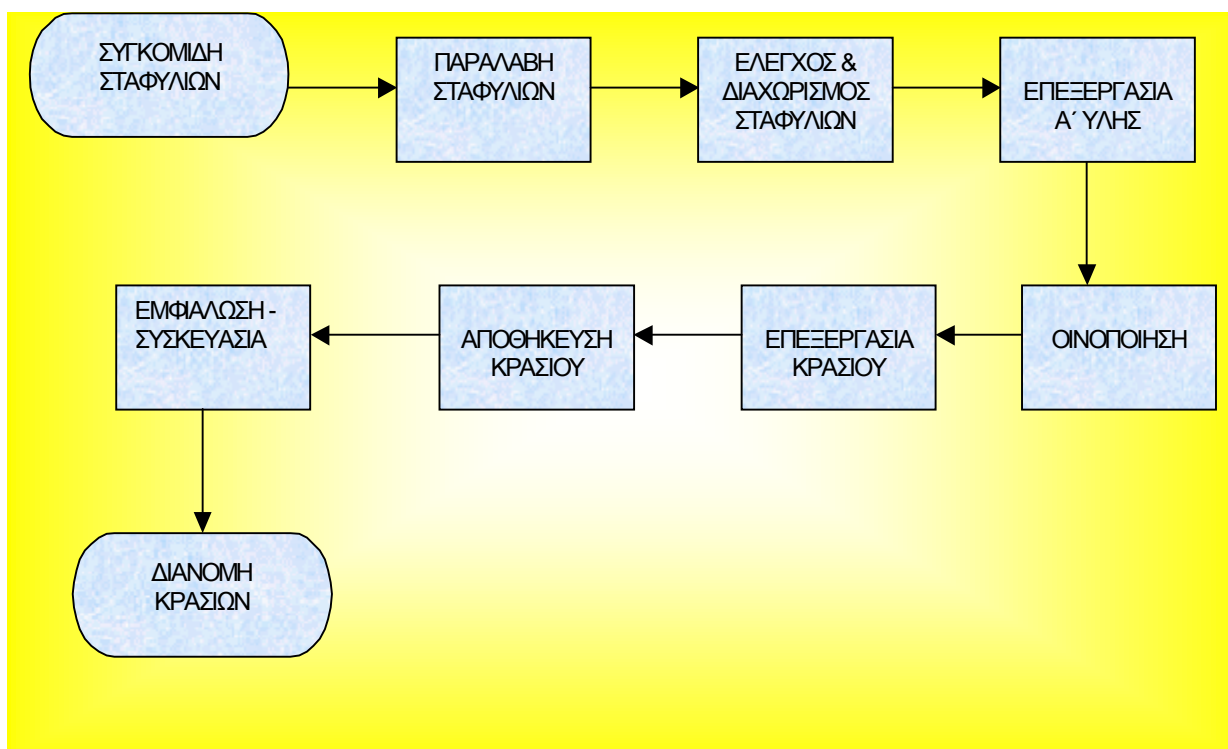 ΣΥΓΚΟΜΙΔΗ
ΣΤΑΦΥΛΙΩΝ
ΠΑΡΑΛΑΒΗ
ΣΤΑΦΥΛΙΩΝ
ΕΛΕΓΧΟΣ &
ΔΙΑΧΩΡΙΣΜΟΣ
ΣΤΑΦΥΛΙΩΝ
ΕΠΕΞΕΡΓΑΣΙΑ
Α΄ ΥΛΗΣ
ΟΙΝΟΠΟΙΗΣΗ
ΕΠΕΞΕΡΓΑΣΙΑ
ΚΡΑΣΙΟΥ
ΑΠΟΘΗΚΕΥΣΗ
ΚΡΑΣΙΟΥ
ΕΜΦΙΑΛΩΣΗ -
ΣΥΣΚΕΥΑΣΙΑ
ΔΙΑΝΟΜΗ
ΚΡΑΣΙΩΝ